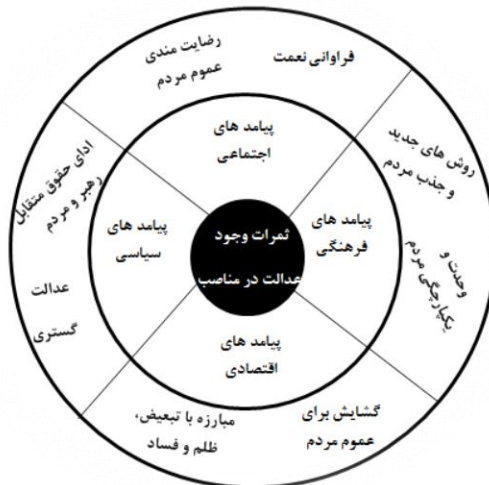 رضایت مندی
عموم مردم
فراوانی نعمت
روش های جدید
و جذب مردم
وحدت و
یکپارچگی مردم
گشایش برای
عموم مردم
مبارزه با تبعیض،
ظلم و فساد
عدالت
گستری
ادای حقوق متقابل
رهبر و مردم
پیامد های
اجتماعی
پیامد های
فرهنگی
پیامد های
اقتصادی
پیامد های
سیاسی
ثمرات وجود
عدالت در مناصب